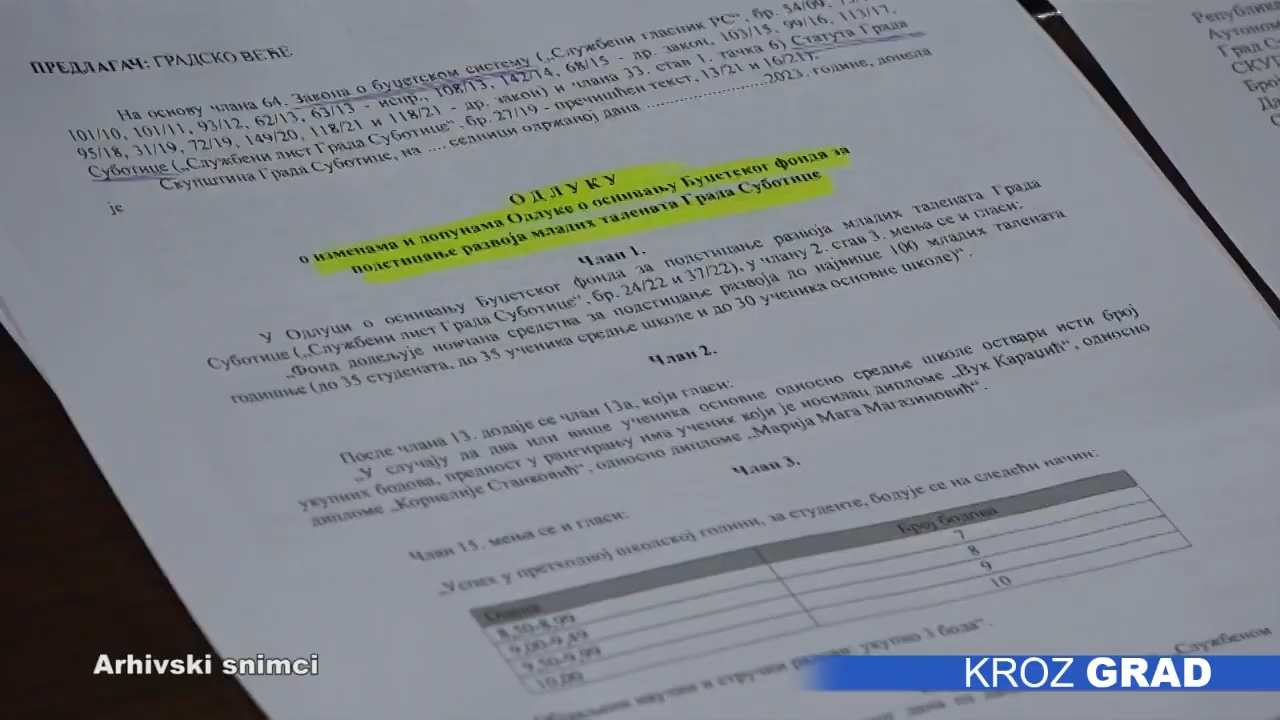 ПРЕДЛАГАЧ: ГРАДСКО ВЕЋЕ
На основу члана 64. Закона о буџетском систему („Службени гласник РС“, бр. 54/09,
101/10, 101/11, 93/12, 62/13, 63/13 - испр., 108/13, 142/14, 68/15 - др. закон, 103/15, 99/16, 113/17,
95/18, 31/19, 72/19, 149/20, 118/21 и 118/21 - др. закон) и члана 33. став 1. тачка 6) Статута Града
Суботице („Службени лист Града Суботице“, бр. 27/19 - пречишћен текст, 13/21 и 16/21),
Скупштина Града Суботице, на .... седници одржаној дана ........................2023. године, донела
је
О Д Л У К У
о изменама и допунама Одлуке о оснивању Буџетског фонда за
подстицање развоја младих талената Града Суботице
Члан 1.
У Одлуци о оснивању Буџетског фонда за подстицање развоја младих талената Града
Суботице („Службени лист Града Суботице“, бр. 24/22 и 37/22), у члану 2. став 3. мења се и гласи:
„Фонд додељује новчана средства за подстицање развоја до највише 100 младих талената
годишње (до 35 студената, до 35 ученика средње школе и до 30 ученика основне школе)“.
Члан 2.
После члана 13. додаје се члан 13а, који гласи:
„У случају да два или више ученика основне односно средње школе оствари исти број
укупних бодова, предност у рангирању има ученик који је носилац дипломе „Вук Караџић“, односно
дипломе „Корнелије Станковић“, односно дипломе „Марија Мага Магазиновић“.
Члан 3.
Члан 15. мења се и гласи:
„Успех у претходној школској години, за студенте, бодује се на следећи начин:
Број бодова
8,50-8,99 7
9,00-9,49 8
9,50-9,99 9
10,00 10
укупно 3 бода“.
Службеном
Републик
Аутоном
Град С
СКУП
Број
Arhivski snimci
KROZ GRAD